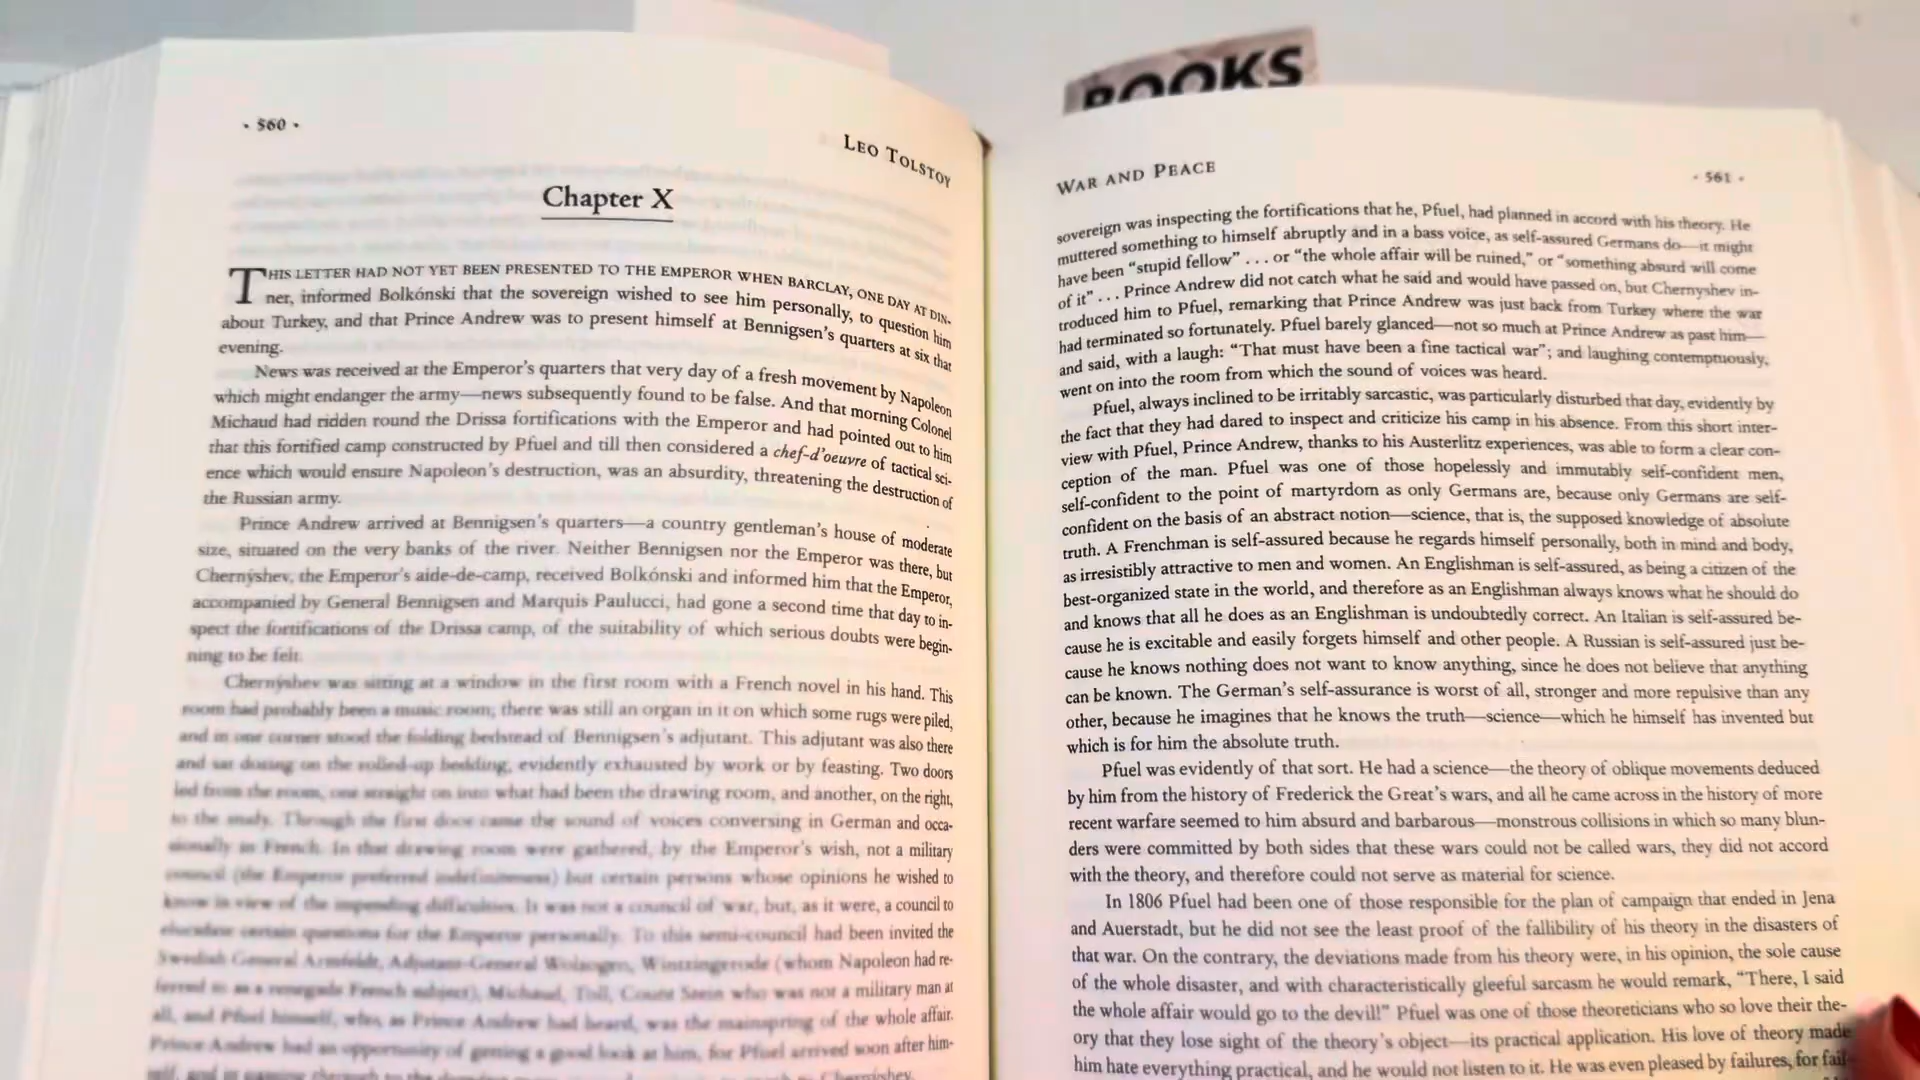 BOOKS
• 560 •
LEO TOLSTOY
Chapter X
THIS LETTER HAD NOT YET BEEN PRESENTED TO THE EMPEROR WHEN BARCLAY, ONE DAY AT DIN-
ner, informed Bolkónski that the sovereign wished to see him personally, to question him
about Turkey, and that Prince Andrew was to present himself at Bennigsen's quarters at six that
evening.
News was received at the Emperor's quarters that very day of a fresh movement by Napoleon
which might endanger the army—news subsequently found to be false. And that morning Colonel
Michaud had ridden round the Drissa fortifications with the Emperor and had pointed out to him
that this fortified camp constructed by Pfuel and till then considered a chef-d'oeuvre of tactical sci-
ence which would ensure Napoleon's destruction, was an absurdity, threatening the destruction of
the Russian army.
Prince Andrew arrived at Bennigsen's quarters—a country gentleman's house of moderate
size, situated on the very banks of the river. Neither Bennigsen nor the Emperor was there, but
Chernýshev, the Emperor's aide-de-camp, received Bolkónski and informed him that the Emperor,
accompanied by General Bennigsen and Marquis Paulucci, had gone a second time that day to in-
spect the fortifications of the Drissa camp, of the suitability of which serious doubts were begin-
ning to be felt.
Chernýshev was sitting at a window in the first room with a French novel in his hand. This
room had probably been a music room; there was still an organ in it on which some rugs were piled,
and in one corner stood the folding bedstead of Bennigsen's adjutant. This adjutant was also there
and sat dozing on the rolled-up bedding, evidently exhausted by work or by feasting. Two doors
led from the room, one straight on into what had been the drawing room, and another, on the right,
to the study. Through the first door came the sound of voices conversing in German and occa-
sionally in French. In that drawing room were gathered, by the Emperor's wish, not a military
council (the Emperor preferred indefiniteness) but certain persons whose opinions he wished to
know in view of the impending difficulties. It was not a council of war, but, as it were, a council to
elucidate certain questions for the Emperor personally. To this semi-council had been invited the
Swedish General Armfeldt, Adjutant-General Wolzogen, Wintzingerode (whom Napoleon had re-
ferred to as a renegade French subject), Michaud, Toll, Count Stein who was not a military man at
all, and Pfuel himself, who, as Prince Andrew had heard, was the mainspring of the whole affair.
Prince Andrew had an opportunity of getting a good look at him, for Pfuel arrived soon after him-
Chernýshev.
WAR AND PEACE
• 561 •
sovereign was inspecting the fortifications that he, Pfuel, had planned in accord with his theory. He
muttered something to himself abruptly and in a bass voice, as self-assured Germans do—it might
have been "stupid fellow" . . . or "the whole affair will be ruined," or "something absurd will come
of it" . . . Prince Andrew did not catch what he said and would have passed on, but Chernyshev in-
troduced him to Pfuel, remarking that Prince Andrew was just back from Turkey where the war
had terminated so fortunately. Pfuel barely glanced—not so much at Prince Andrew as past him—
and said, with a laugh: "That must have been a fine tactical war"; and laughing contemptuously,
went on into the room from which the sound of voices was heard.
Pfuel, always inclined to be irritably sarcastic, was particularly disturbed that day, evidently by
the fact that they had dared to inspect and criticize his camp in his absence. From this short inter-
view with Pfuel, Prince Andrew, thanks to his Austerlitz experiences, was able to form a clear con-
ception of the man. Pfuel was one of those hopelessly and immutably self-confident men,
self-confident to the point of martyrdom as only Germans are, because only Germans are self-
confident on the basis of an abstract notion—science, that is, the supposed knowledge of absolute
truth. A Frenchman is self-assured because he regards himself personally, both in mind and body,
as irresistibly attractive to men and women. An Englishman is self-assured, as being a citizen of the
best-organized state in the world, and therefore as an Englishman always knows what he should do
and knows that all he does as an Englishman is undoubtedly correct. An Italian is self-assured be-
cause he is excitable and easily forgets himself and other people. A Russian is self-assured just be-
cause he knows nothing does not want to know anything, since he does not believe that anything
can be known. The German's self-assurance is worst of all, stronger and more repulsive than any
other, because he imagines that he knows the truth—science—which he himself has invented but
which is for him the absolute truth.
Pfuel was evidently of that sort. He had a science—the theory of oblique movements deduced
by him from the history of Frederick the Great's wars, and all he came across in the history of more
recent warfare seemed to him absurd and barbarous—monstrous collisions in which so many blun-
ders were committed by both sides that these wars could not be called wars, they did not accord
with the theory, and therefore could not serve as material for science.
In 1806 Pfuel had been one of those responsible for the plan of campaign that ended in Jena
and Auerstadt, but he did not see the least proof of the fallibility of his theory in the disasters of
that war. On the contrary, the deviations made from his theory were, in his opinion, the sole cause
of the whole disaster, and with characteristically gleeful sarcasm he would remark, "There, I said
the whole affair would go to the devil!" Pfuel was one of those theoreticians who so love their the-
ory that they lose sight of the theory's object—its practical application. His love of theory made
him hate everything practical, and he would not listen to it. He was even pleased by failures, for fail-